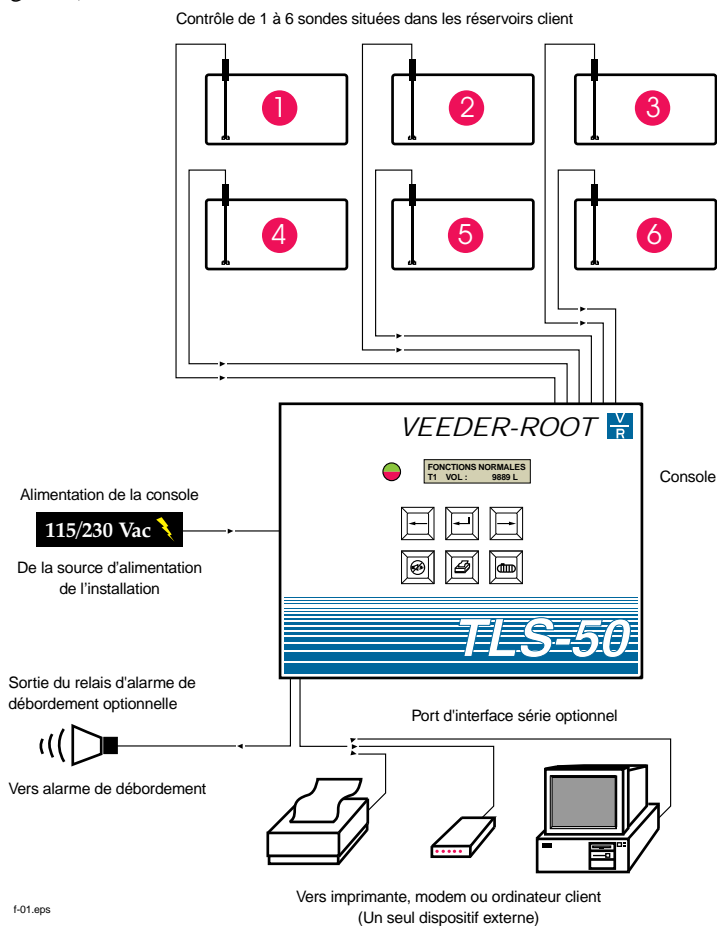 Contrôle de 1 à 6 sondes situées dans les réservoirs client
1
2
3
4
5
6
VEEDER-ROOT V
R
FONCTIONS NORMALES
T1 VOL : 9889 L
Console
Alimentation de la console
115/230 Vac
De la source d'alimentation
de l'installation
TLS-50
Sortie du relais d'alarme de
débordement optionnelle
Port d'interface série optionnel
Vers alarme de débordement
Vers imprimante, modem ou ordinateur client
(Un seul dispositif externe)
f-01.eps